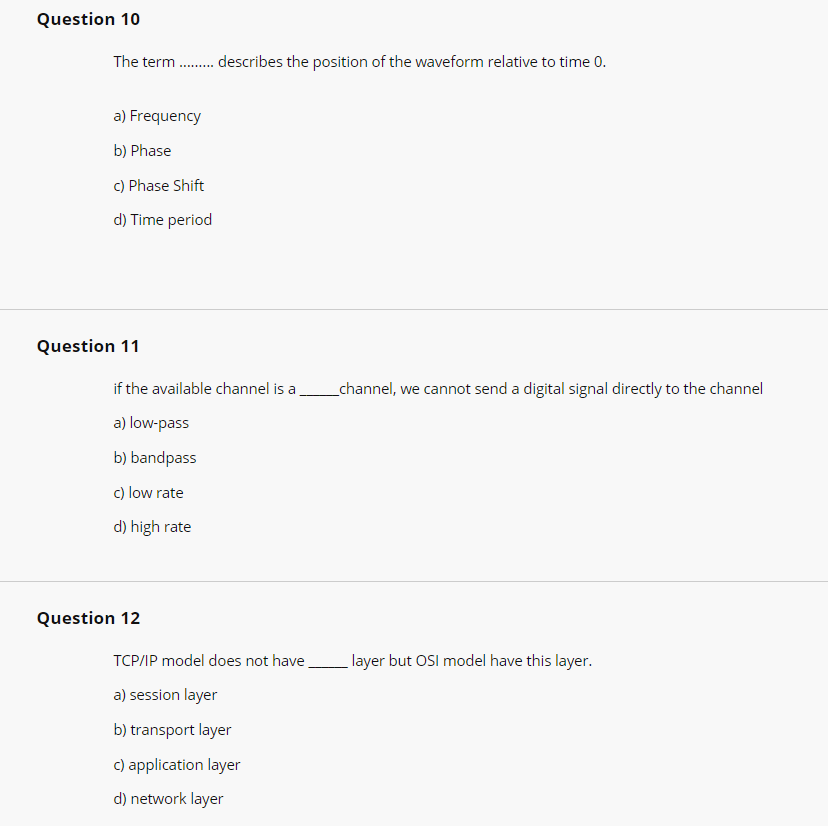 Question 10
The term ......... describes the position of the waveform relative to time 0.
a) Frequency
b) Phase
c) Phase Shift
d) Time period
Question 11
if the available channel is a ______channel, we cannot send a digital signal directly to the channel
a) low-pass
b) bandpass
c) low rate
d) high rate
Question 12
TCP/IP model does not have ______ layer but OSI model have this layer.
a) session layer
b) transport layer
c) application layer
d) network layer